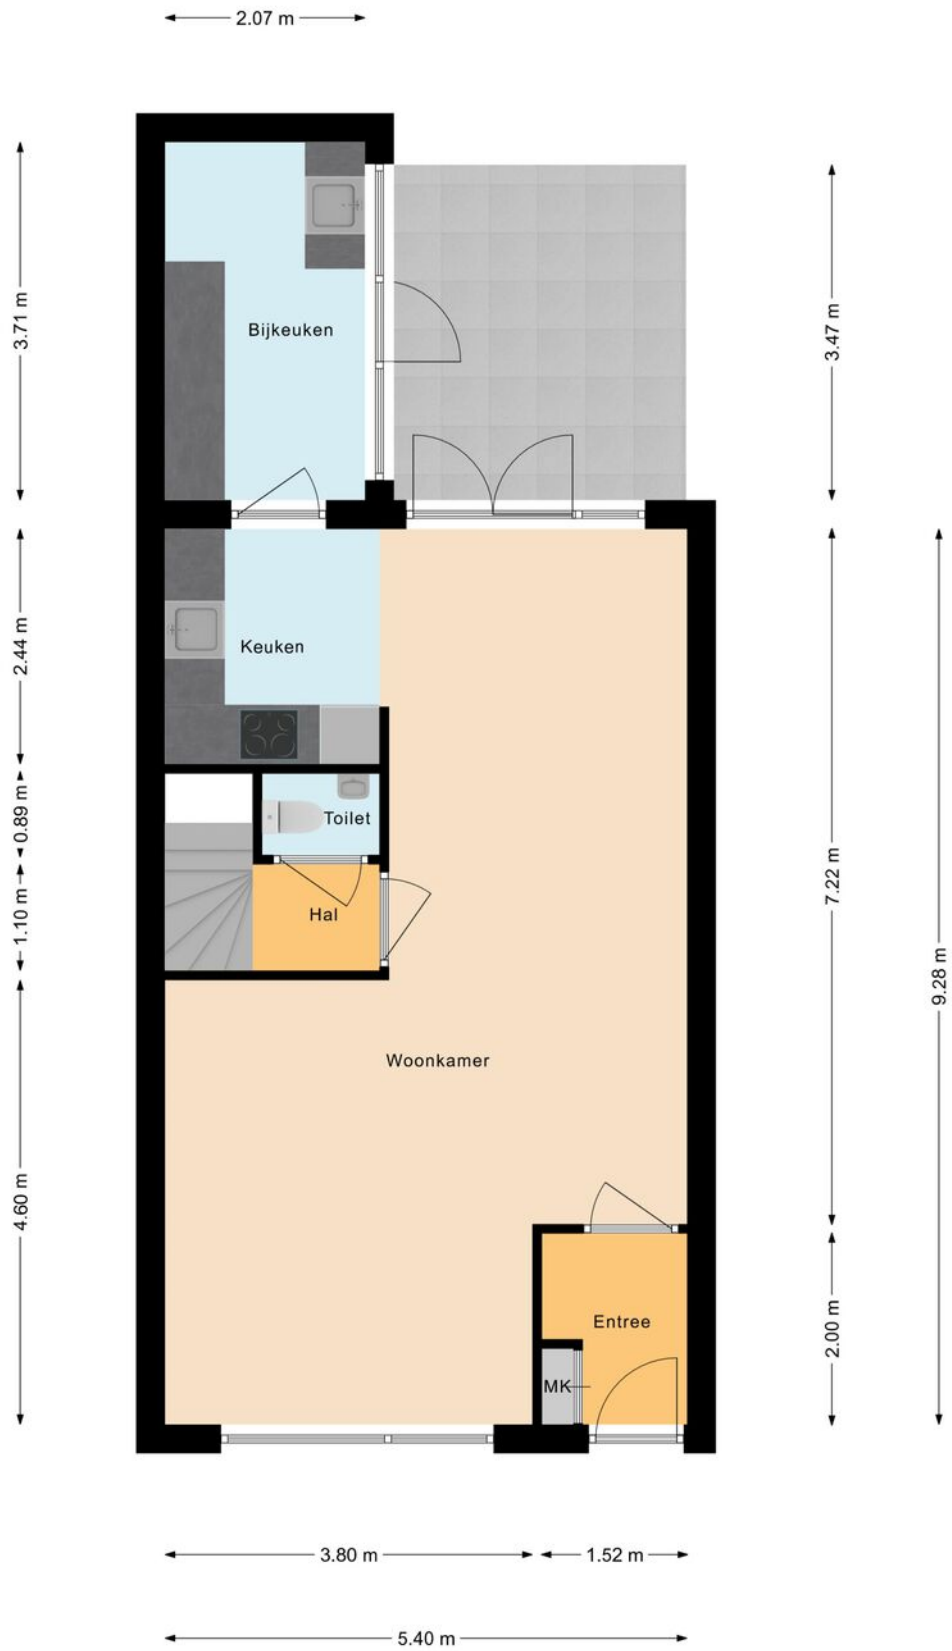 2.07 m
3.71 m
3.47 m
Bijkeuken
2.44 m
Keuken
0.89 m
Toilet
7.22 m
1.10 m
Hal
9.28 m
Woonkamer
4.60 m
Entree
2.00 m
MK
3.80 m
1.52 m
5.40 m